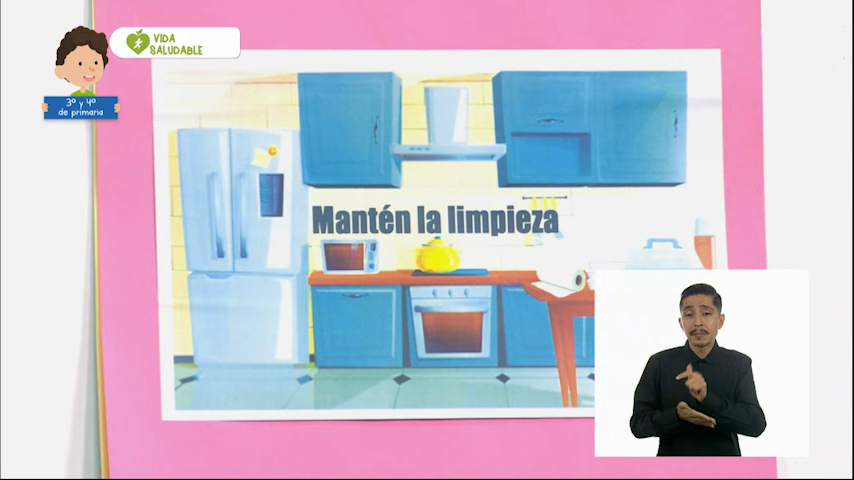 VIDA
SALUDABLE
3º y 4º
de primaria
Mantén la limpieza